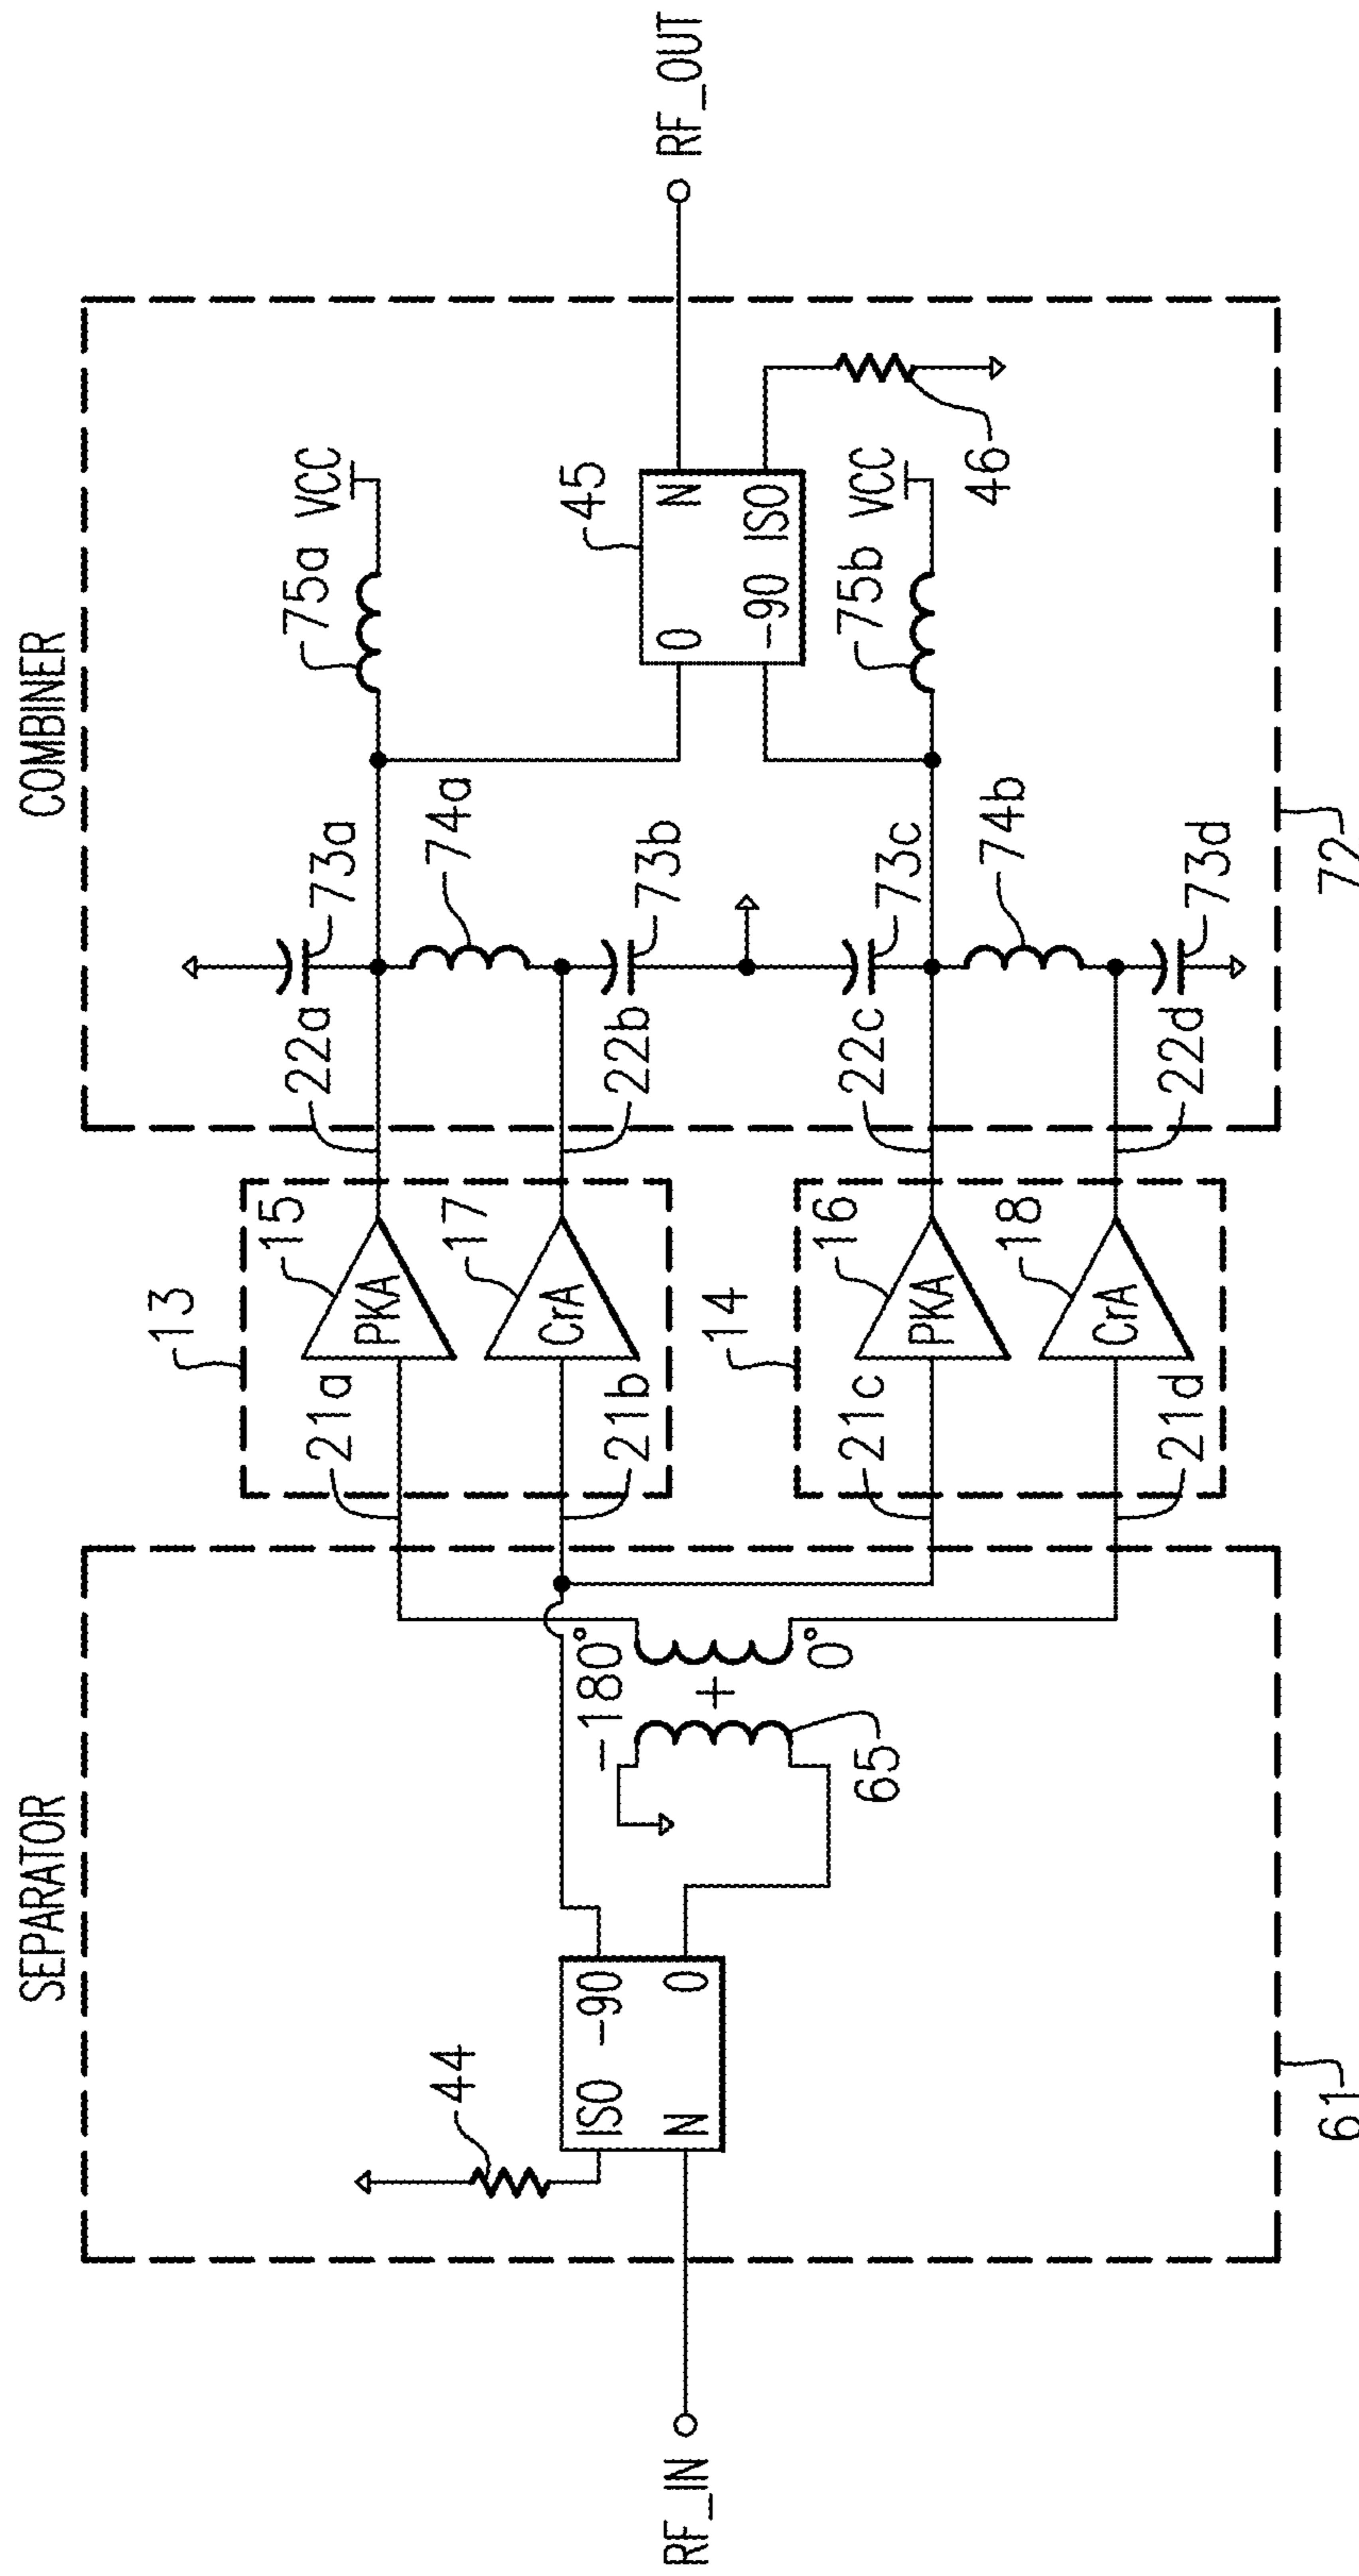 SEPARATOR
COMBINER
RF_IN
44
ISO -90
N 0
-180°
+
0°
65
61
13
21a
15
PKA
22a
21b
17
CrA
22b
14
21c
16
PKA
22c
21d
18
CrA
22d
73a
74a
73b
73c
74b
73d
75a
VCC
45
0 N
-90 ISO
75b
VCC
46
72
RF_OUT